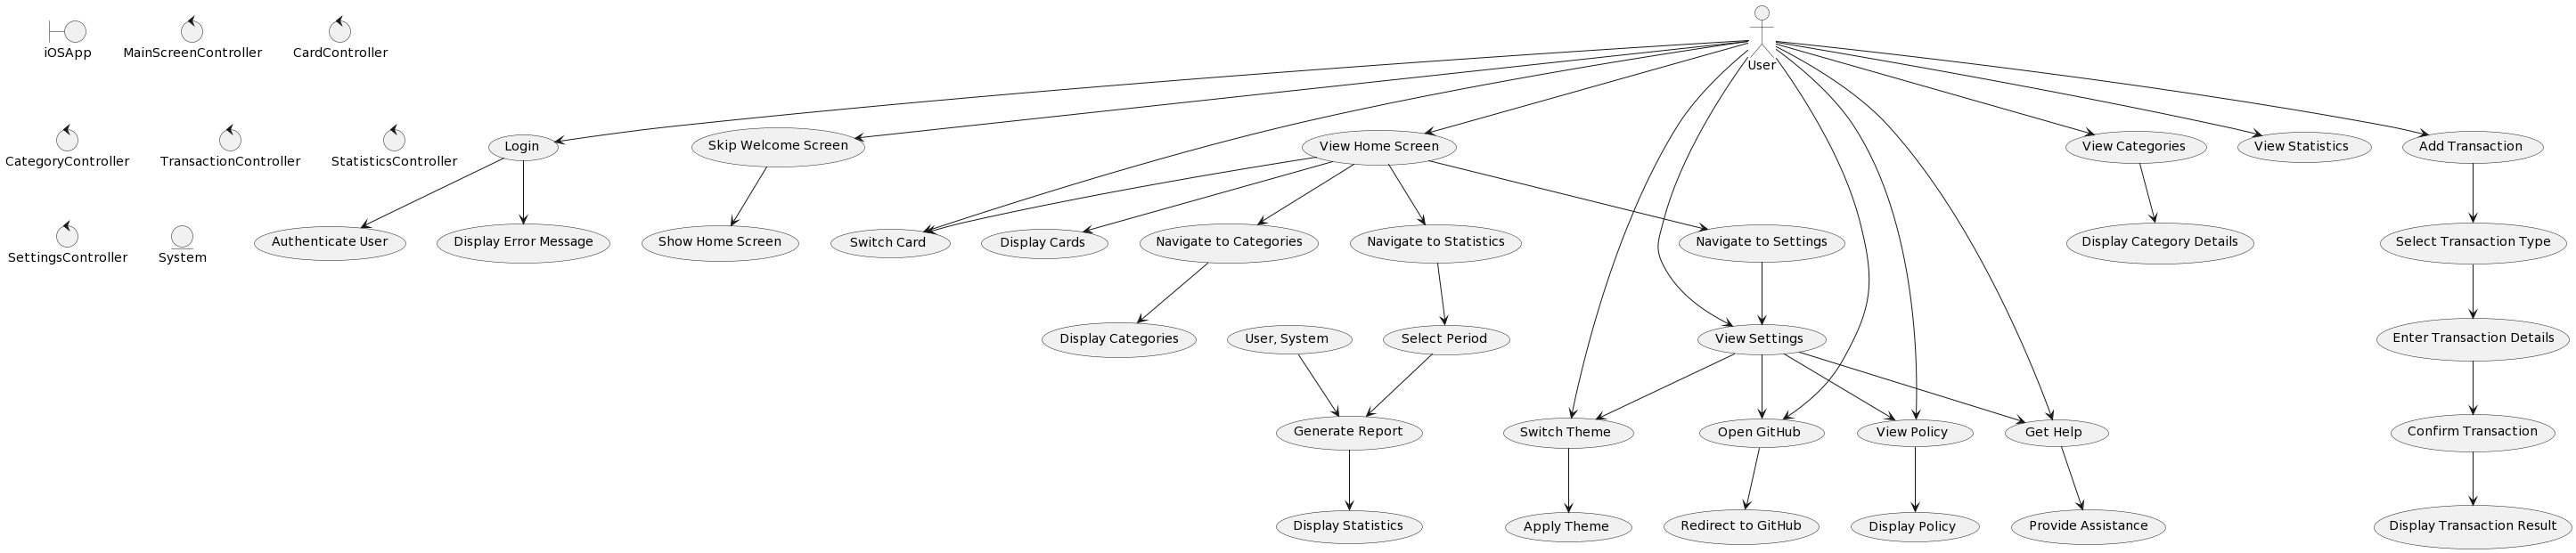 User
iOSApp
MainScreenController
CardController
CategoryController
TransactionController
StatisticsController
Login
Skip Welcome Screen
View Home Screen
View Categories
View Statistics
Add Transaction
SettingsController
System
Authenticate User
Display Error Message
Show Home Screen
Switch Card
Display Cards
Navigate to Categories
Navigate to Statistics
Navigate to Settings
Display Category Details
Select Transaction Type
Display Categories
User, System
Select Period
View Settings
Enter Transaction Details
Generate Report
Switch Theme
Open GitHub
View Policy
Get Help
Confirm Transaction
Display Statistics
Apply Theme
Redirect to GitHub
Display Policy
Provide Assistance
Display Transaction Result